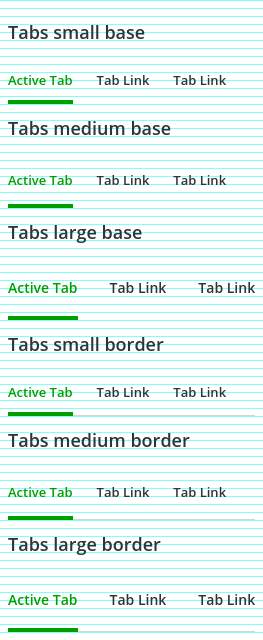 Tabs small base
Active Tab Tab Link Tab Link
Tabs medium base
Active Tab Tab Link Tab Link
Tabs large base
Active Tab Tab Link Tab Link
Tabs small border
Active Tab Tab Link Tab Link
Tabs medium border
Active Tab Tab Link Tab Link
Tabs large border
Active Tab Tab Link Tab Link